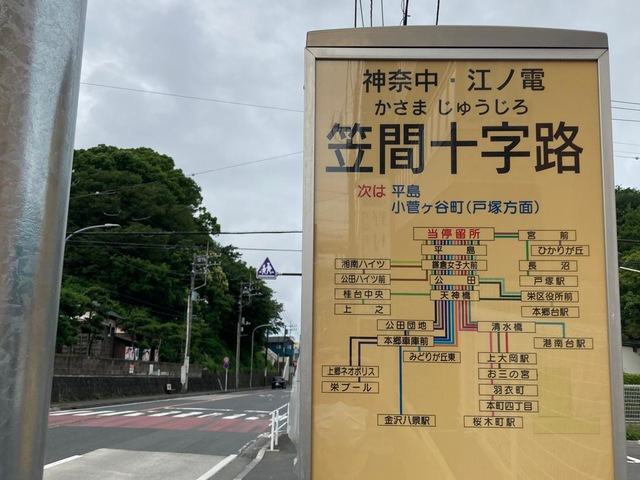 神奈中・江ノ電
かさま じゅうじろ
笠間十字路
次は 平島
小菅ヶ谷町(戸塚方面)
当停留所
宮前
平島
ひかりが丘
湘南ハイツ
鎌倉女子大前
長沼
公田ハイツ前
公田
戸塚駅
桂台中央
天神橋
栄区役所前
上之
本郷台駅
公田団地
清水橋
本郷車庫前
港南台駅
みどりが丘東
上大岡駅
上郷ネオポリス
お三の宮
栄プール
羽衣町
本町四丁目
金沢八景駅
桜木町駅